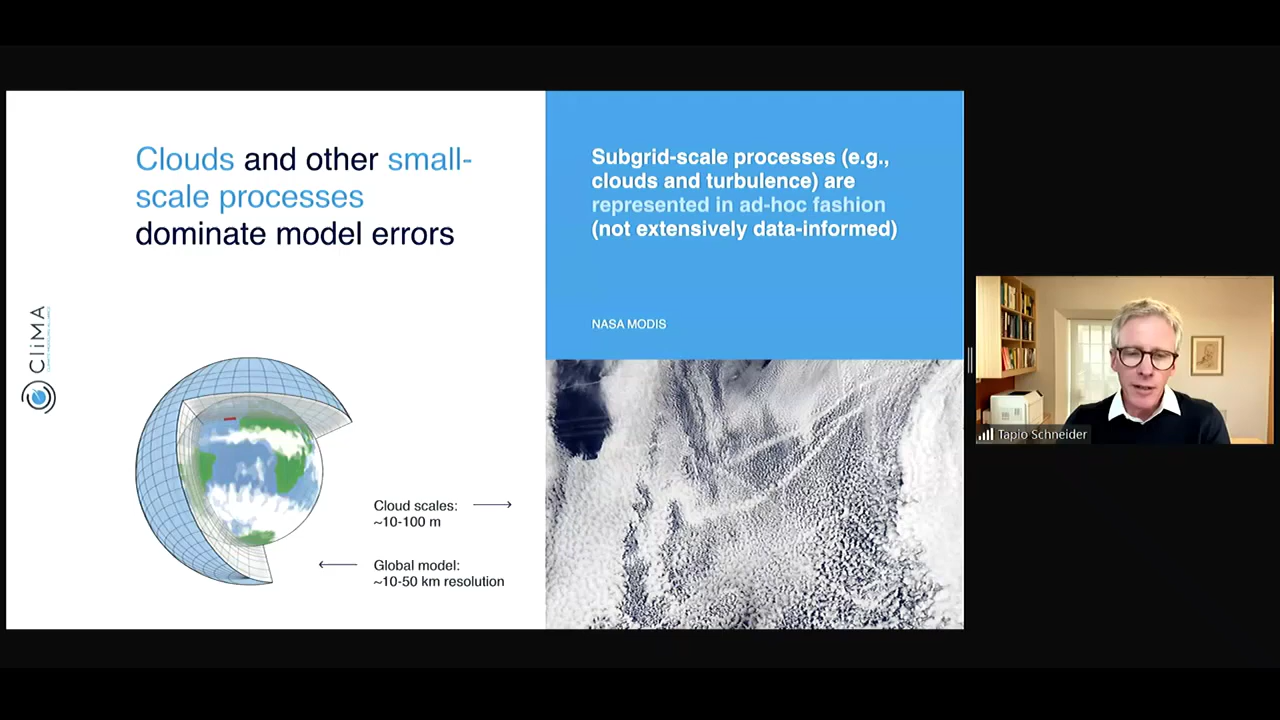 Clouds and other small-
scale processes
dominate model errors
CliMA
Cloud scales:
~10-100 m
Global model:
~10-50 km resolution
Subgrid-scale processes (e.g.,
clouds and turbulence) are
represented in ad-hoc fashion
(not extensively data-informed)
NASA MODIS
Tapio Schneider